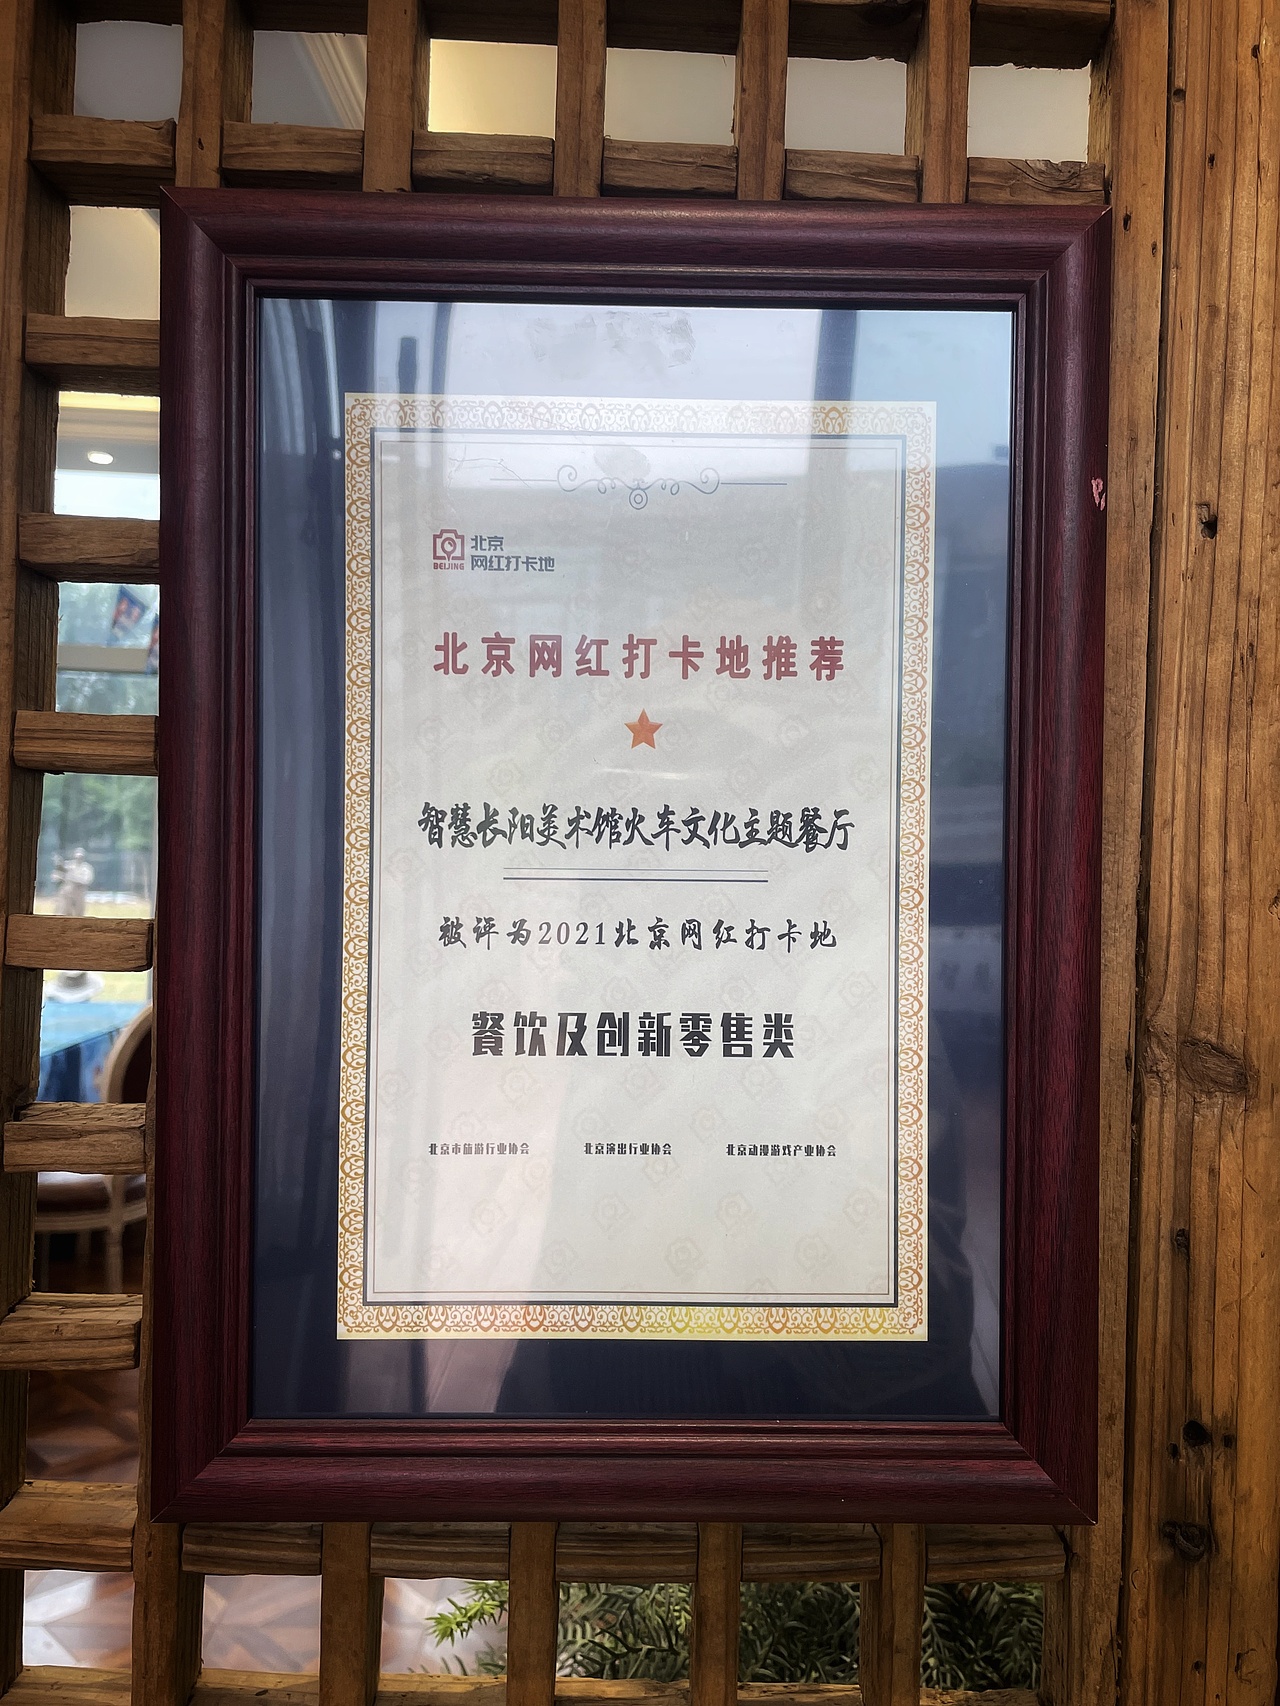 北京
网红打卡地
BEIJING
北京网红打卡地推荐
智慧长阳美术馆火车文化主题餐厅
被评为2021北京网红打卡地
餐饮及创新零售类
北京市旅游行业协会 北京演出行业协会 北京动漫游戏产业协会